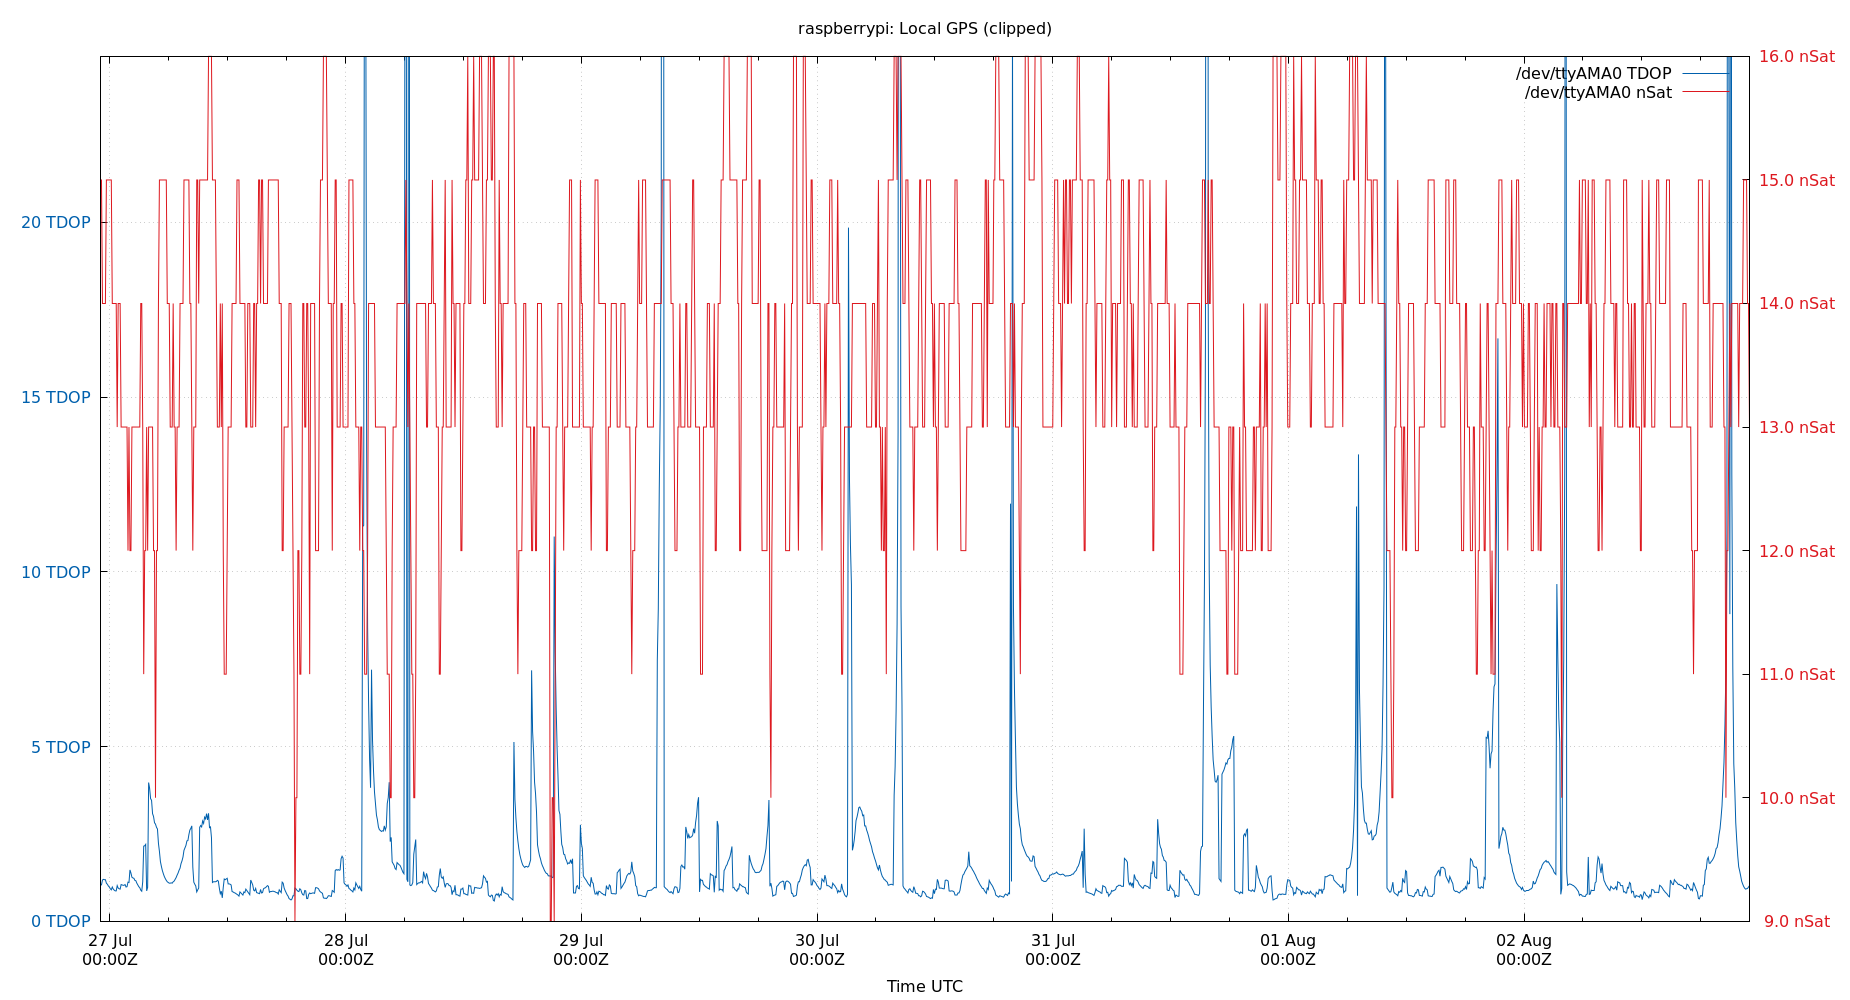 raspberrypi: Local GPS (clipped)
/dev/ttyAMA0 TDOP
/dev/ttyAMA0 nSat
20 TDOP
15 TDOP
10 TDOP
5 TDOP
0 TDOP
16.0 nSat
15.0 nSat
14.0 nSat
13.0 nSat
12.0 nSat
11.0 nSat
10.0 nSat
9.0 nSat
27 Jul
00:00Z
28 Jul
00:00Z
29 Jul
00:00Z
30 Jul
00:00Z
31 Jul
00:00Z
01 Aug
00:00Z
02 Aug
00:00Z
Time UTC